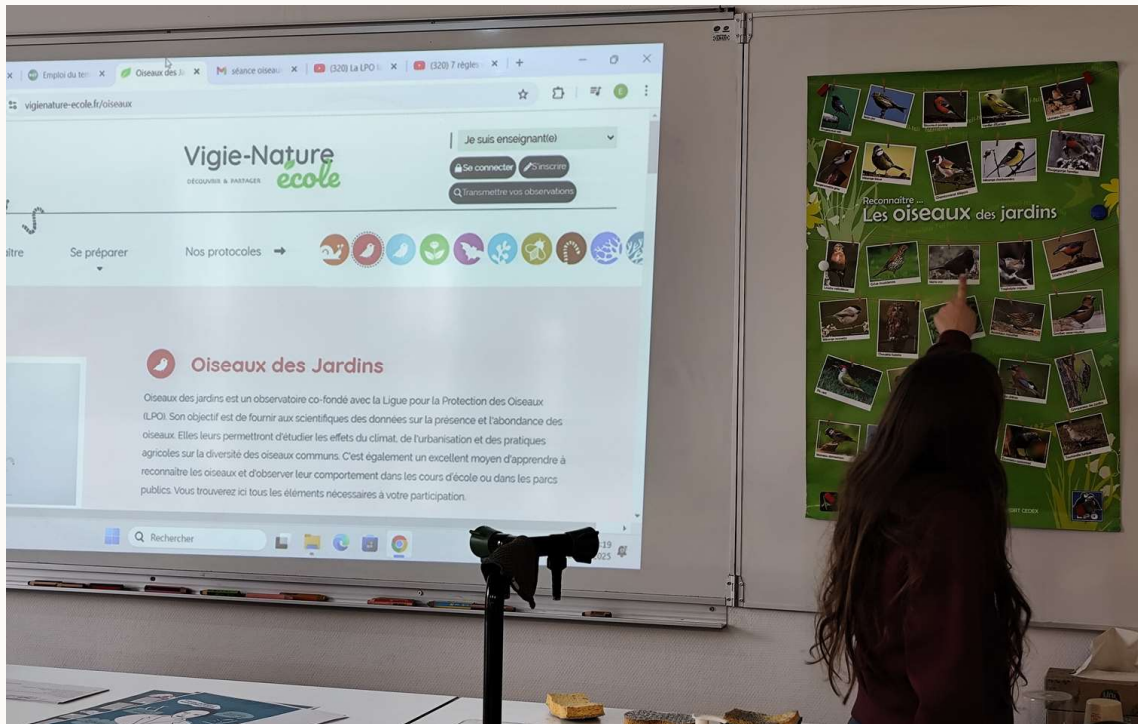 Emploi du ten
Oiseaux des Ja
séance oiseau
(320) La LPO
(320) 7 règles
vigienature-ecole.fr/oiseaux
Vigie-Nature
école
DÉCOUVRIR & PARTAGER
Je suis enseignant(e)
Se connecter
S'inscrire
Transmettre vos observations
Se préparer
Nos protocoles
Oiseaux des Jardins
Oiseaux des jardins est un observatoire co-fondé avec la Ligue pour la Protection des Oiseaux
(LPO). Son objectif est de fournir aux scientifiques des données sur la présence et l'abondance des
oiseaux. Elles leurs permettront d'étudier les effets du climat, de l'urbanisation et des pratiques
agricoles sur la diversité des oiseaux communs. C'est également un excellent moyen d'apprendre à
reconnaitre les oiseaux et d'observer leur comportement dans les cours d'école ou dans les parcs
publics. Vous trouverez ici tous les éléments nécessaires à votre participation.
Rechercher
:19
025
Reconnaître ...
Les oiseaux des jardins
CEDEX